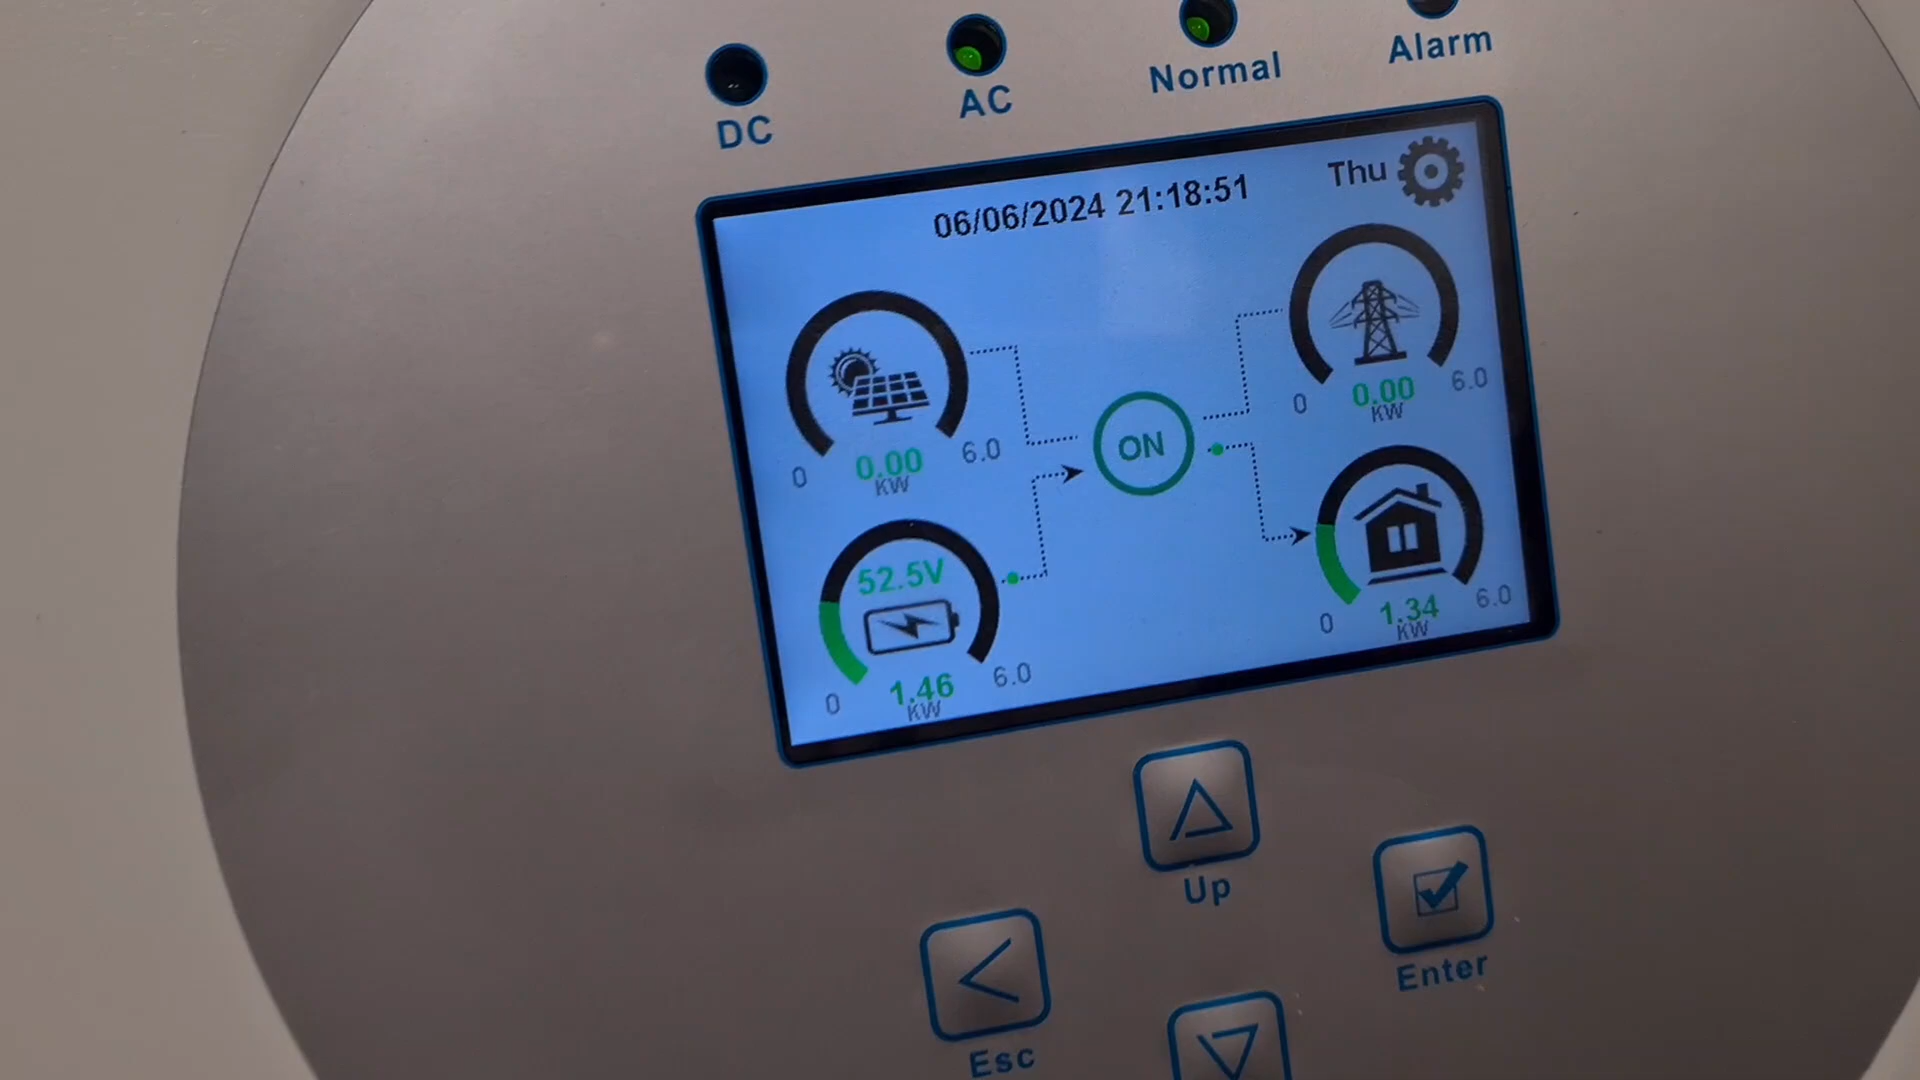 DC
AC
Normal
Alarm
06/06/2024 21:18:51
Thu
0
0.00
KW
6.0
0
0.00
KW
6.0
ON
52.5V
0
1.46
KW
6.0
0
1.34
KW
6.0
Up
Enter
Esc